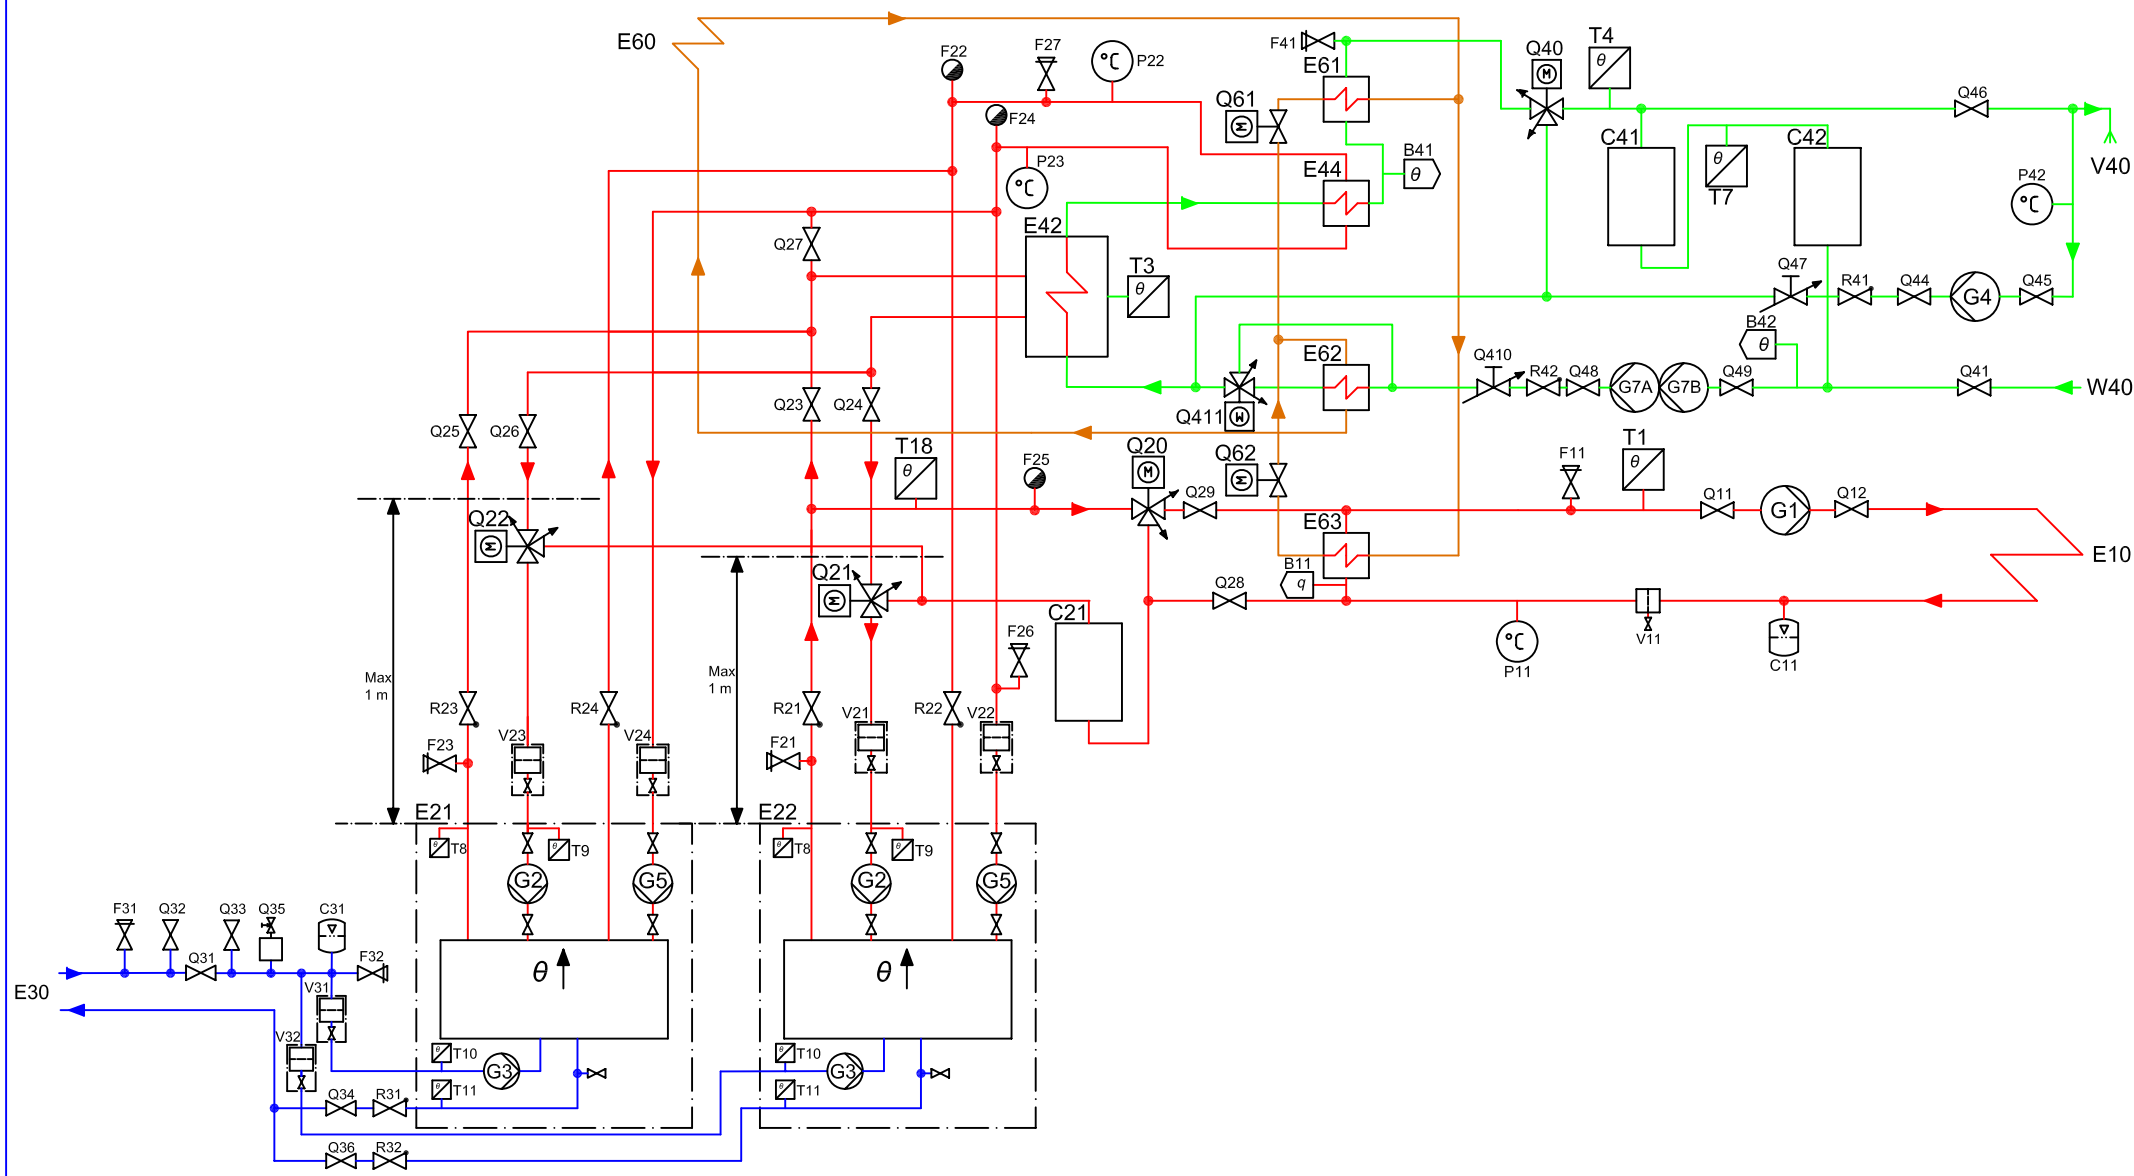 E60
F22
F27
°C
P22
F41
E61
Q40
M
T4
θ
Q61
M
F24
Q46
V40
C41
θ
T7
C42
P42
°C
P23
°C
E44
B41
θ
Q27
E42
T3
θ
Q47
R41
Q44
G4
Q45
B42
θ
E62
Q410
R42
Q48
G7A
G7B
Q49
Q41
W40
Q411
M
Q25
Q26
Q23
Q24
T18
θ
F25
Q20
M
Q29
Q62
M
F11
T1
θ
Q11
G1
Q12
E10
Q22
M
Q21
M
E63
B11
q
Q28
C21
P11
°C
V11
C11
F26
Max
1 m
Max
1 m
R23
R24
R21
R22
V21
V22
V23
V24
F23
F21
E21
E22
θ
T8
θ
T9
θ
T8
θ
T9
G2
G5
G2
G5
F31
Q32
Q33
Q35
C31
Q31
F32
θ
θ
E30
V31
V32
θ
T10
G3
θ
T11
θ
T10
G3
θ
T11
Q34
R31
Q36
R32